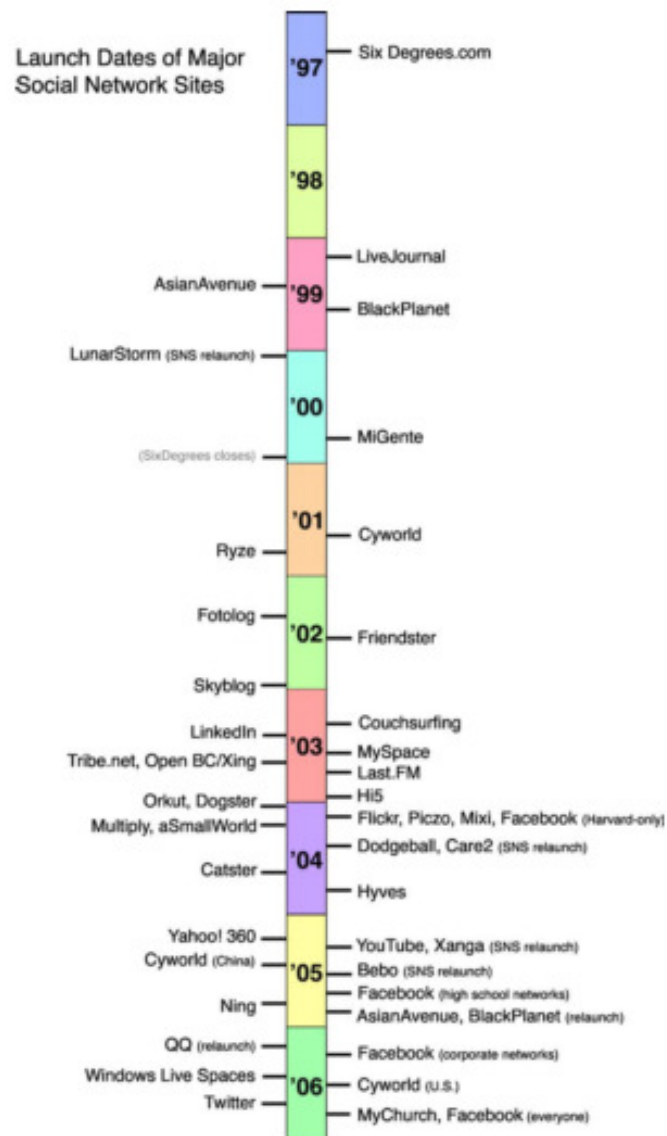 Launch Dates of Major
Social Network Sites
'97
Six Degrees.com
'98
'99
LiveJournal
AsianAvenue
BlackPlanet
LunarStorm (SNS relaunch)
'00
MiGente
(SixDegrees closes)
'01
Cyworld
Ryze
Fotolog
'02
Friendster
Skyblog
Couchsurfing
LinkedIn
'03
MySpace
Tribe.net, Open BC/Xing
Last.FM
Hi5
Orkut, Dogster
Flickr, Piczo, Mixi, Facebook (Harvard-only)
Multiply, aSmallWorld
Dodgeball, Care2 (SNS relaunch)
'04
Catster
Hyves
Yahoo! 360
YouTube, Xanga (SNS relaunch)
Cyworld (China)
'05
Bebo (SNS relaunch)
Facebook (high school networks)
Ning
AsianAvenue, BlackPlanet (relaunch)
QQ (relaunch)
Facebook (corporate networks)
Windows Live Spaces
'06
Cyworld (U.S.)
Twitter
MyChurch, Facebook (everyone)